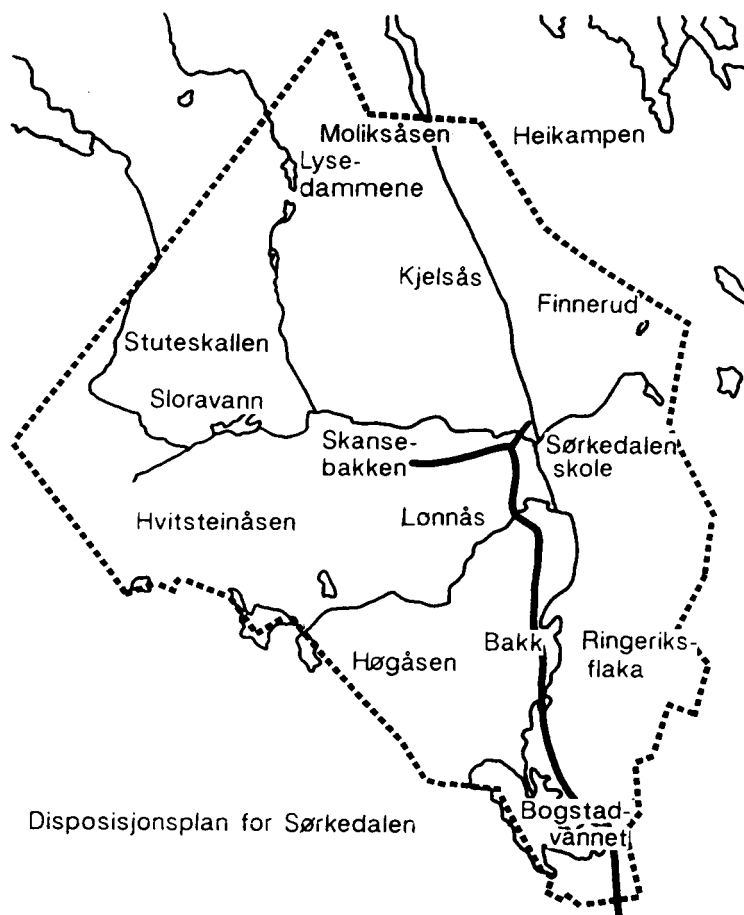 Moliksåsen
Heikampen
Lyse-
dammene
Kjelsås
Finnerud
Stuteskallen
Sloravann
Skanse-
bakken
Sørkedalen
skole
Hvitsteinåsen
Lønnås
Bakk
Ringeriks-
flaka
Høgåsen
Bogstad-
vannet
Disposisjonsplan for Sørkedalen